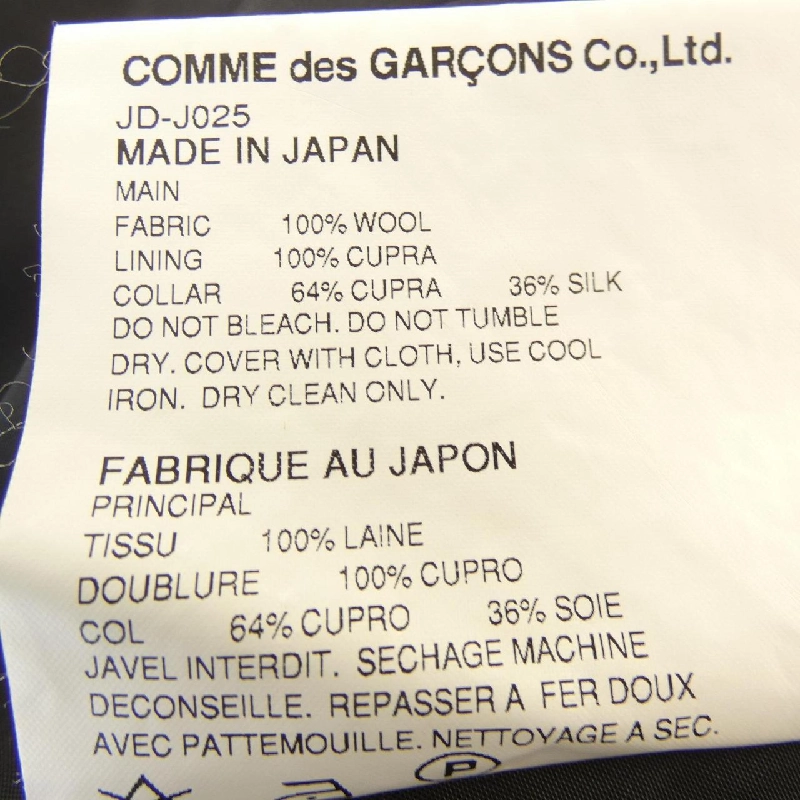 COMME des GARÇONS Co.,Ltd.
JD-J025
MADE IN JAPAN
MAIN
FABRIC 100% WOOL
LINING 100% CUPRA
COLLAR 64% CUPRA 36% SILK
DO NOT BLEACH. DO NOT TUMBLE
DRY. COVER WITH CLOTH, USE COOL
IRON. DRY CLEAN ONLY.
FABRIQUE AU JAPON
PRINCIPAL
TISSU 100% LAINE
DOUBLURE 100% CUPRO
COL 64% CUPRO 36% SOIE
JAVEL INTERDIT. SECHAGE MACHINE
DECONSEILLE. REPASSER A FER DOUX
AVEC PATTEMOUILLE. NETTOYAGE A SEC.
P